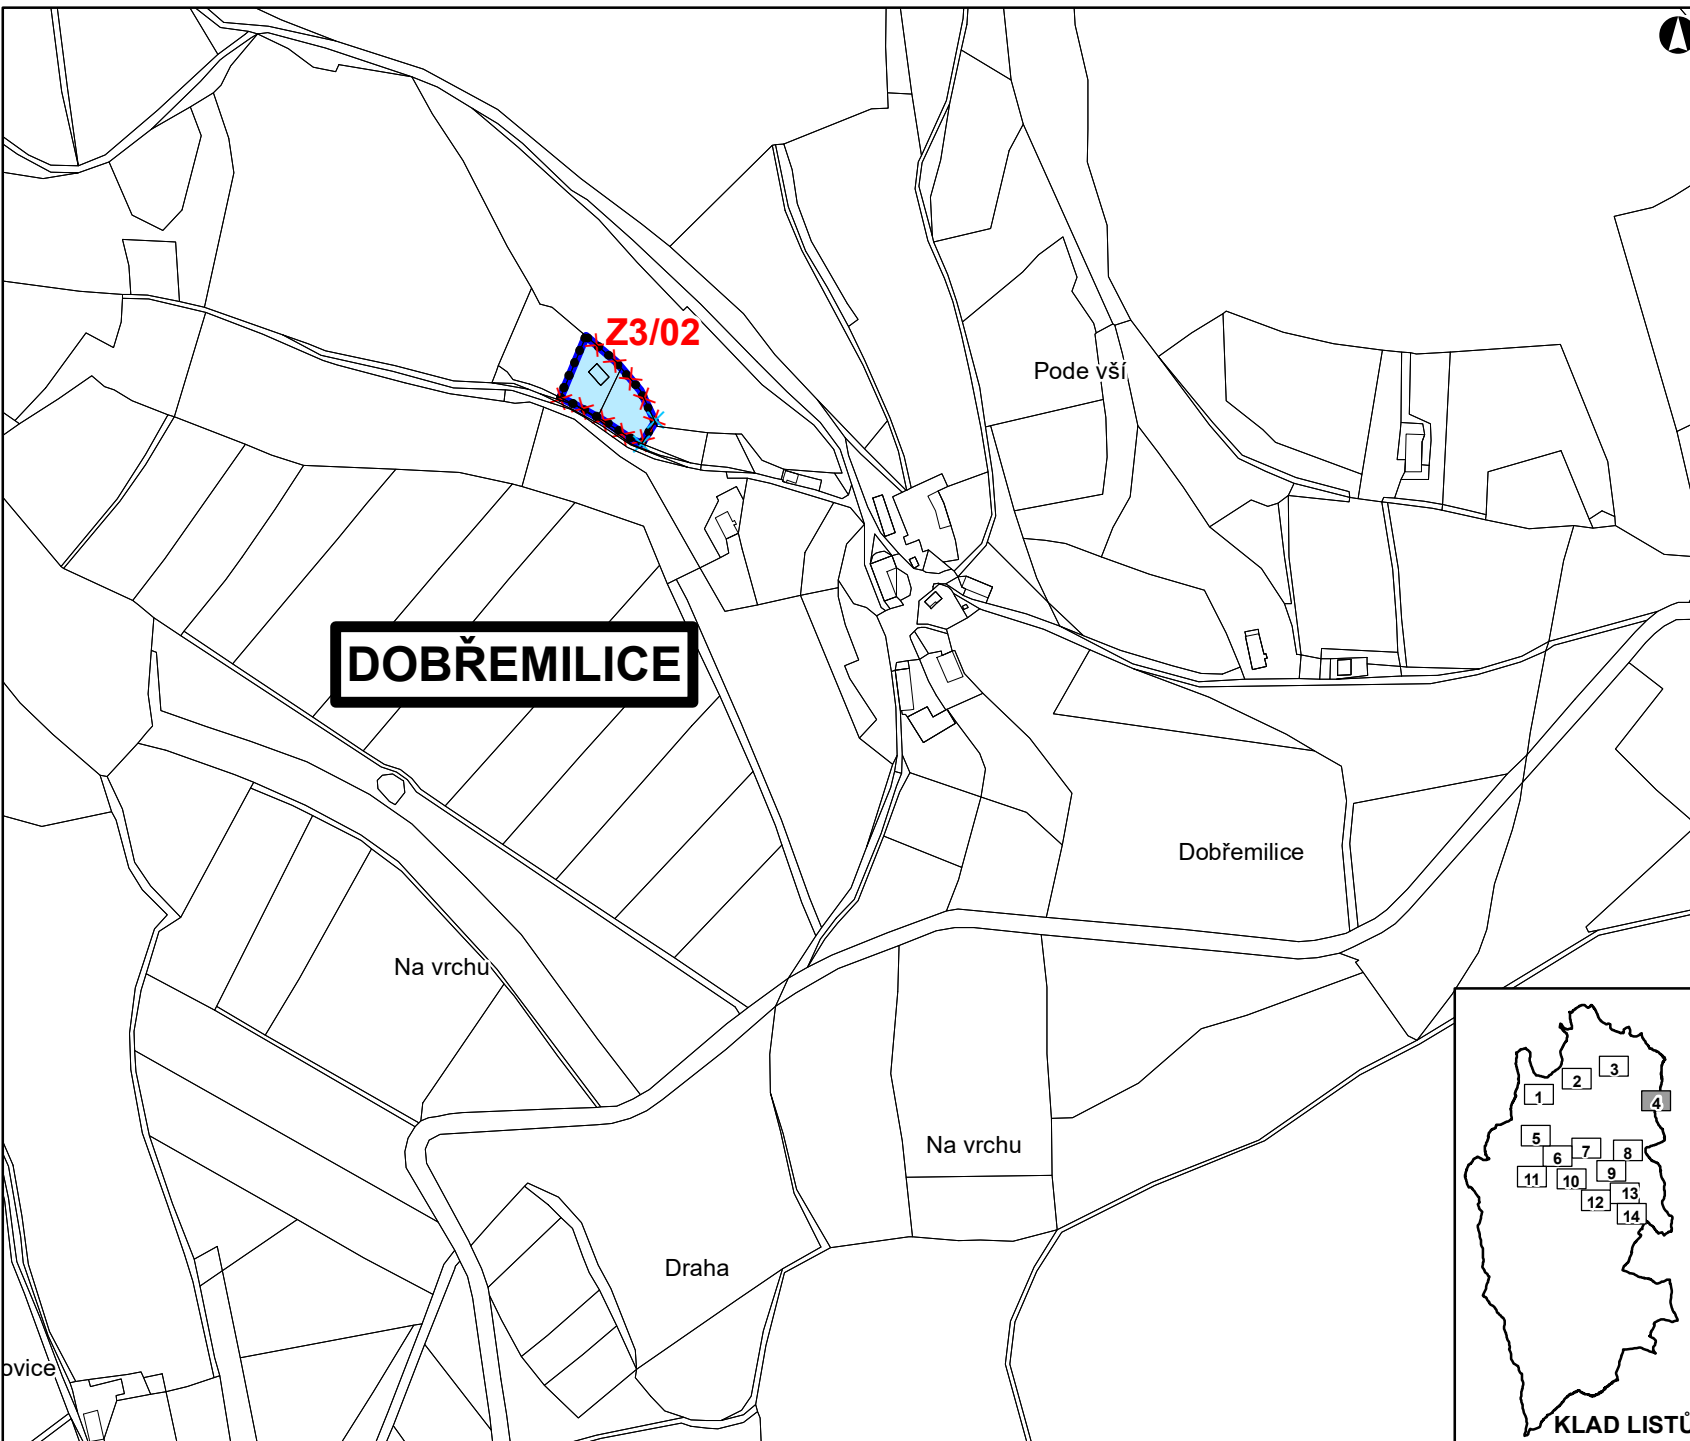 Z3/02
Pode vší
DOBŘEMILICE
Dobřemilice
Na vrchu
Na vrchu
Draha
ovice
1
2
3
4
5
6
7
8
9
10
11
12
13
14
KLAD LISTŮ